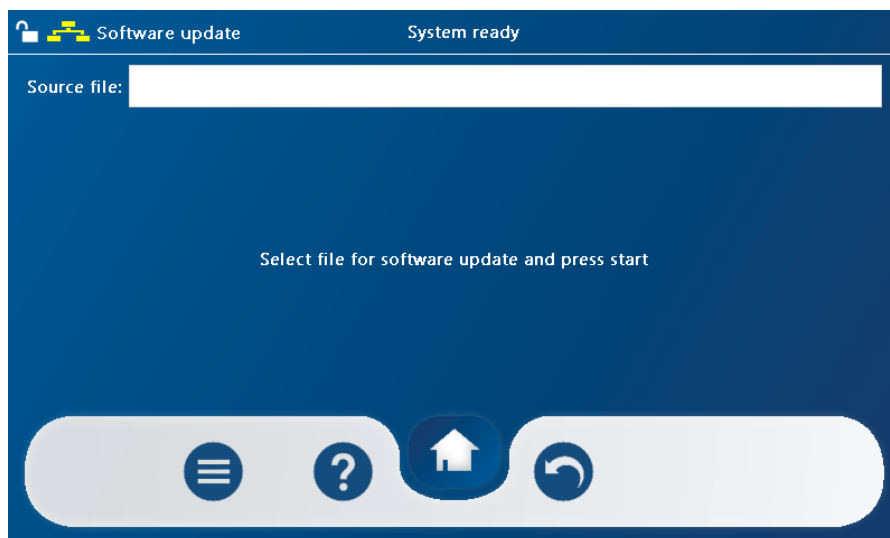 Software update
System ready
Source file:
Select file for software update and press start
?